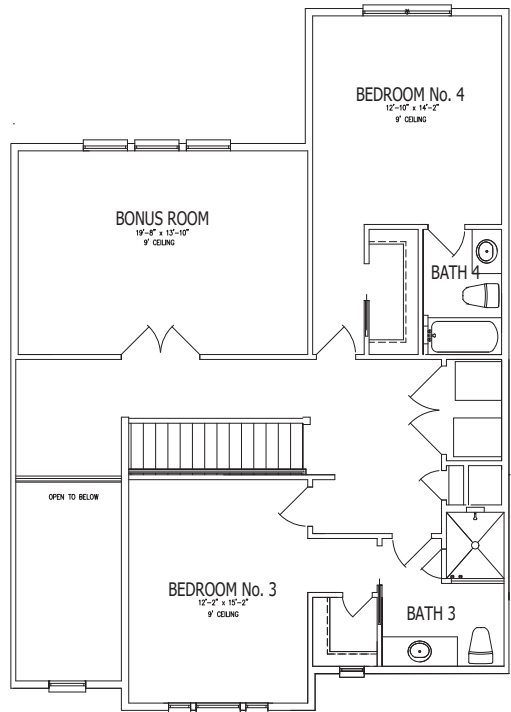 BEDROOM No. 4
12'-10" x 14'-2"
9' CEILING
BONUS ROOM
19'-8" x 13'-10"
9' CEILING
BATH 4
OPEN TO BELOW
BEDROOM No. 3
12'-2" x 15'-2"
9' CEILING
BATH 3